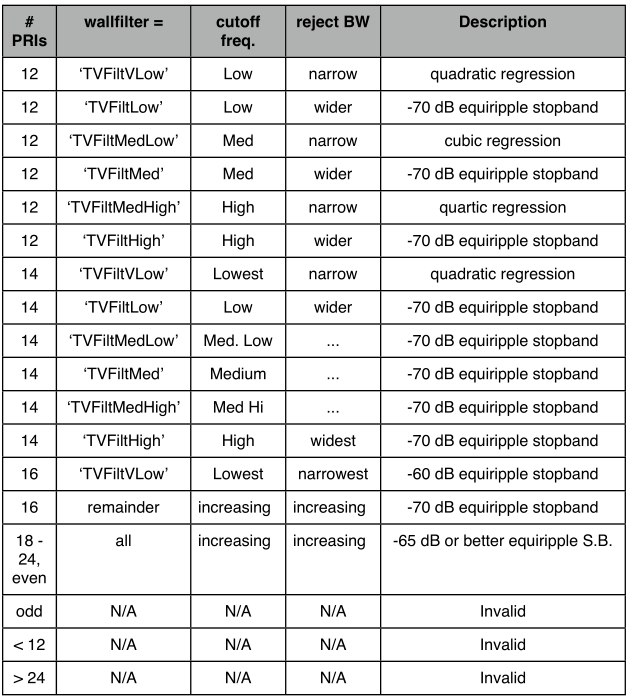 # PRIs wallfilter = cutoff freq. reject BW Description
12 ‘TVFiltVLow’ Low narrow quadratic regression
12 ‘TVFiltLow’ Low wider -70 dB equiripple stopband
12 ‘TVFiltMedLow’ Med narrow cubic regression
12 ‘TVFiltMed’ Med wider -70 dB equiripple stopband
12 ‘TVFiltMedHigh’ High narrow quartic regression
12 ‘TVFiltHigh’ High wider -70 dB equiripple stopband
14 ‘TVFiltVLow’ Lowest narrow quadratic regression
14 ‘TVFiltLow’ Low wider -70 dB equiripple stopband
14 ‘TVFiltMedLow’ Med. Low ... -70 dB equiripple stopband
14 ‘TVFiltMed’ Medium ... -70 dB equiripple stopband
14 ‘TVFiltMedHigh’ Med Hi ... -70 dB equiripple stopband
14 ‘TVFiltHigh’ High widest -70 dB equiripple stopband
16 ‘TVFiltVLow’ Lowest narrowest -60 dB equiripple stopband
16 remainder increasing increasing -70 dB equiripple stopband
18 - 24, even all increasing increasing -65 dB or better equiripple S.B.
odd N/A N/A N/A Invalid
< 12 N/A N/A N/A Invalid
> 24 N/A N/A N/A Invalid